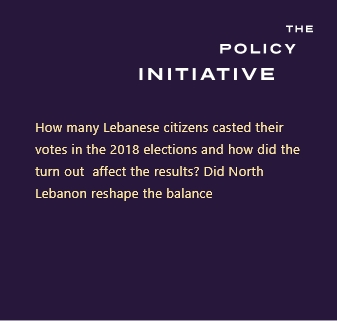 THE
POLICY
INITIATIVE
How many Lebanese citizens casted their
votes in the 2018 elections and how did the
turn out  affect the results? Did North
Lebanon reshape the balance